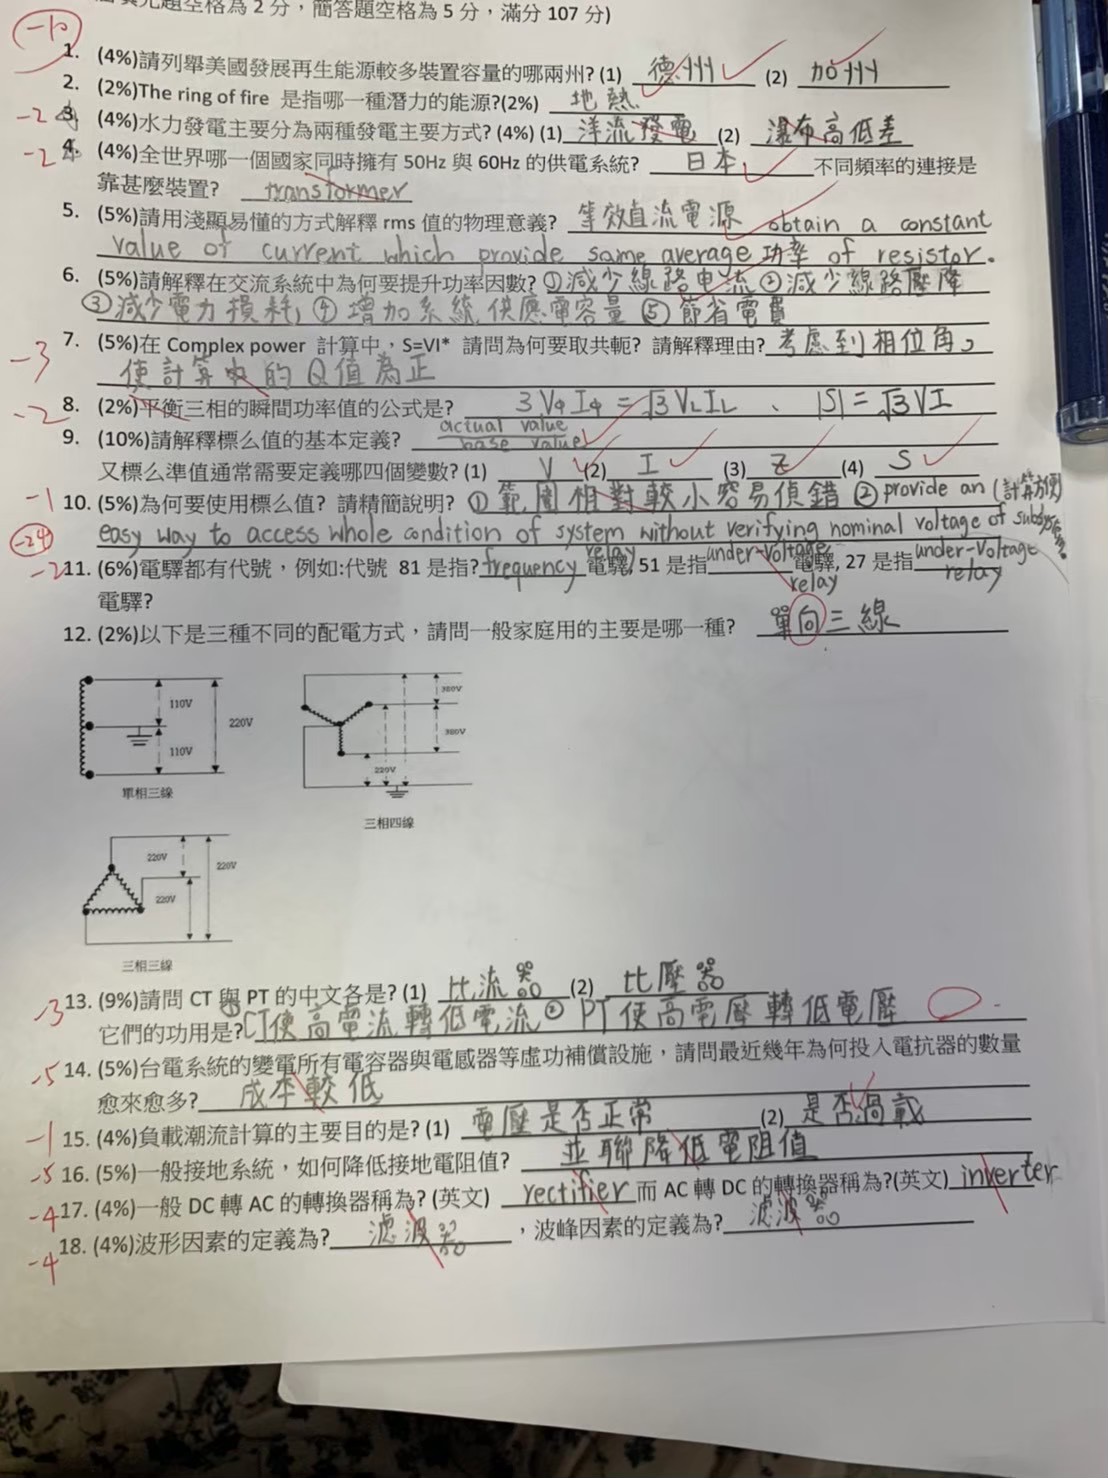 填充題空格為 2 分，簡答題空格為 5 分，滿分 107 分)
-10
1. (4%)請列舉美國發展再生能源較多裝置容量的哪兩州? (1) 德州 (2) 加州
2. (2%)The ring of fire 是指哪一種潛力的能源?(2%) 地熱
-2 3. (4%)水力發電主要分為兩種發電主要方式? (4%) (1) 洋流發電 (2) 瀑布高低差
-2 4. (4%)全世界哪一個國家同時擁有 50Hz 與 60Hz 的供電系統? 日本 不同頻率的連接是
靠甚麼裝置? transformer
5. (5%)請用淺顯易懂的方式解釋 rms 值的物理意義? 等效直流電源 obtain a constant
value of current which provide same average 功率 of resistor.
6. (5%)請解釋在交流系統中為何要提升功率因數? ①減少線路电流 ②減少線路壓降
③減少電力損耗, ④ 增加系統供應電容量 ⑤ 節省電費
-3 7. (5%)在 Complex power 計算中，S=VI* 請問為何要取共軛? 請解釋理由? 考慮到相位角,
使計算中的 Q值為正
-2 8. (2%)平衡三相的瞬間功率值的公式是? 3VφIφ = √3 VLIL 、 |S| = √3 VI
9. (10%)請解釋標么值的基本定義? actual value
base value
又標么準值通常需要定義哪四個變數? (1) V (2) I (3) Z (4) S
-1 10. (5%)為何要使用標么值? 請精簡說明? ① 範圍相對較小容易偵錯 ② provide an (計算方便)
-24 easy way to access whole condition of system without verifying nominal voltage of
-2 11. (6%)電驛都有代號，例如:代號 81 是指? frequency relay 電驛, 51 是指 under-voltage relay 電驛, 27 是指 under-Voltage relay
電驛?
12. (2%)以下是三種不同的配電方式，請問一般家庭用的主要是哪一種? 單向三線
110V
110V
220V
單相三線
380V
380V
220V
三相四線
220V
220V
220V
三相三線
-3 13. (9%)請問 CT 與 PT 的中文各是? (1) 比流器 (2) 比壓器
它們的功用是? ① CT使高電流轉低電流 ② PT使高電壓轉低電壓
-5 14. (5%)台電系統的變電所有電容器與電感器等虛功補償設施，請問最近幾年為何投入電抗器的數量
愈來愈多? 成本較低
-1 15. (4%)負載潮流計算的主要目的是? (1) 電壓是否正常 (2) 是否過載
-5 16. (5%)一般接地系統，如何降低接地電阻值? 並聯降低電阻值
-4 17. (4%)一般 DC 轉 AC 的轉換器稱為? (英文) rectifier 而 AC 轉 DC 的轉換器稱為?(英文) inverter
-4 18. (4%)波形因素的定義為? 濾波器 ，波峰因素的定義為? 濾波器